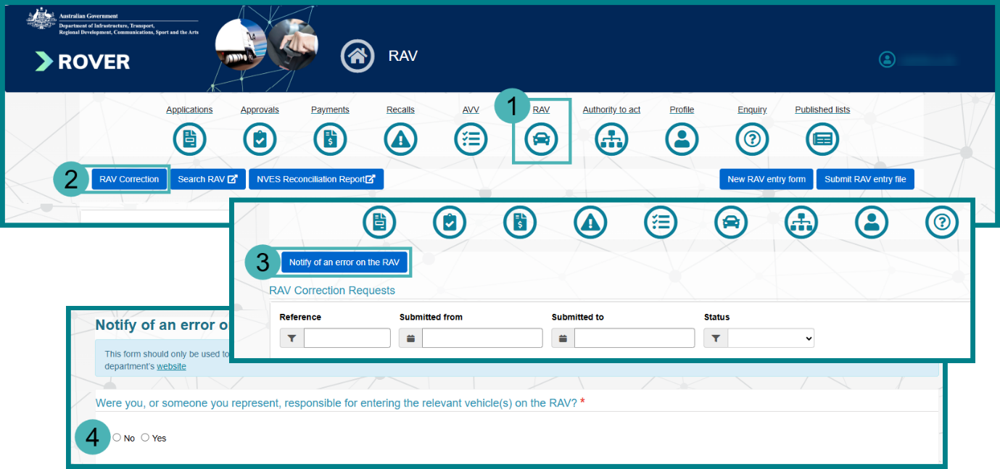 Australian Government
Department of Infrastructure, Transport,
Regional Development, Communications, Sport and the Arts
ROVER
RAV
Applications Approvals Payments Recalls AVV 1 RAV Authority to act Profile Enquiry Published lists
2 RAV Correction Search RAV NVES Reconciliation Report New RAV entry form Submit RAV entry file
3 Notify of an error on the RAV
RAV Correction Requests
Reference Submitted from Submitted to Status
Notify of an error o
This form should only be used to
department's website
Were you, or someone you represent, responsible for entering the relevant vehicle(s) on the RAV? *
4 No Yes